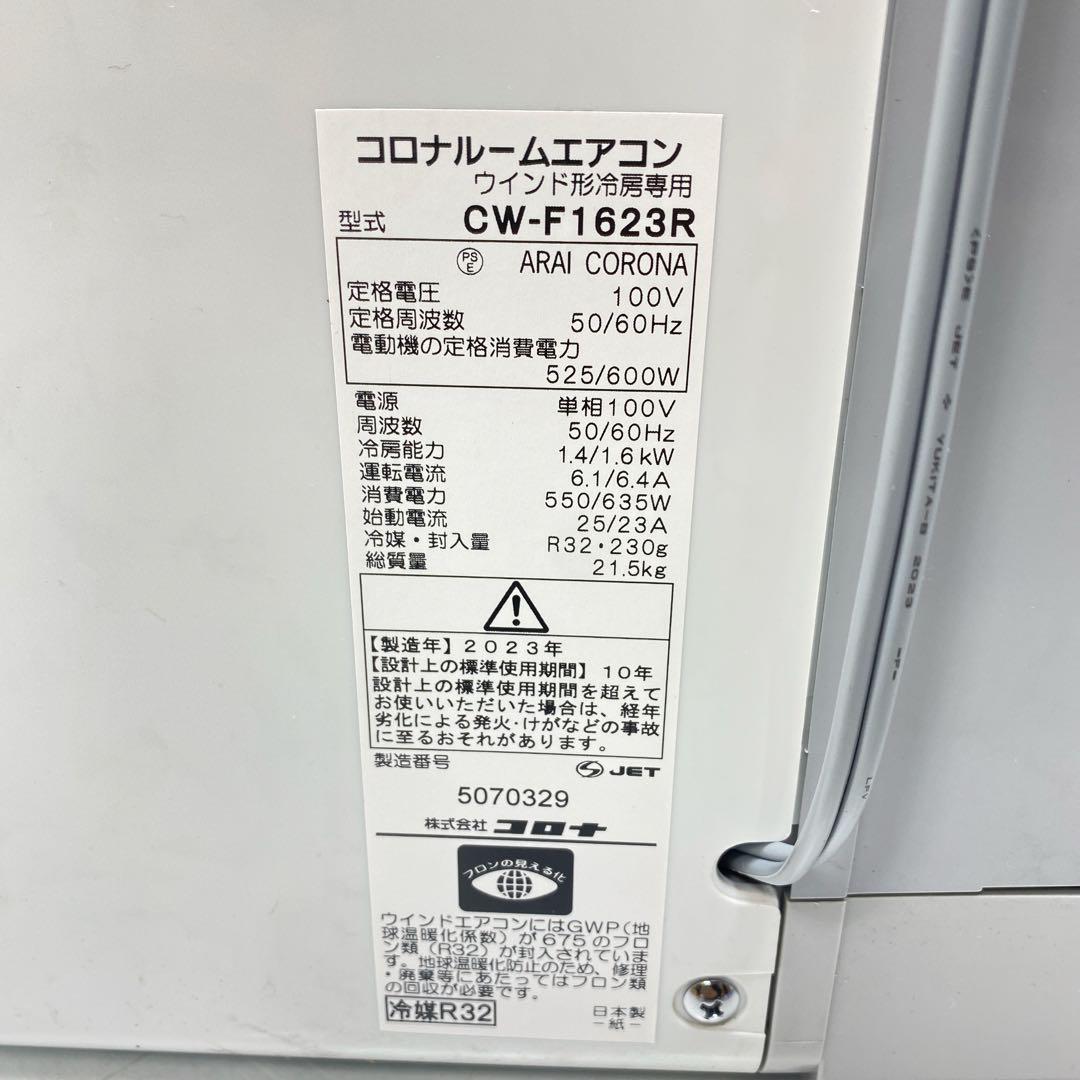 コロナルームエアコン
ウインド形冷房専用
型式 CW-F1623R
PSE ARAI CORONA
定格電圧 100V
定格周波数 50/60Hz
電動機の定格消費電力
525/600W
電源 単相100V
周波数 50/60Hz
冷房能力 1.4/1.6kW
運転電流 6.1/6.4A
消費電力 550/635W
始動電流 25/23A
冷媒・封入量 R32・230g
総質量 21.5kg
【製造年】2023年
【設計上の標準使用期間】10年
設計上の標準使用期間を超えて
お使いいただいた場合は、経年
劣化による発火・けがなどの事故
に至るおそれがあります。
製造番号 JET
5070329
株式会社 コロナ
フロンの見える化
ウインドエアコンにはGWP(地
球温暖化係数)が675のフロ
ン類(R32)が封入されていま
す。地球温暖化防止のため、修理
・廃棄等にあたってはフロン類
の回収が必要です。
冷媒R32 日本製
-紙-
<PS>E JET YUKITA-S 2023